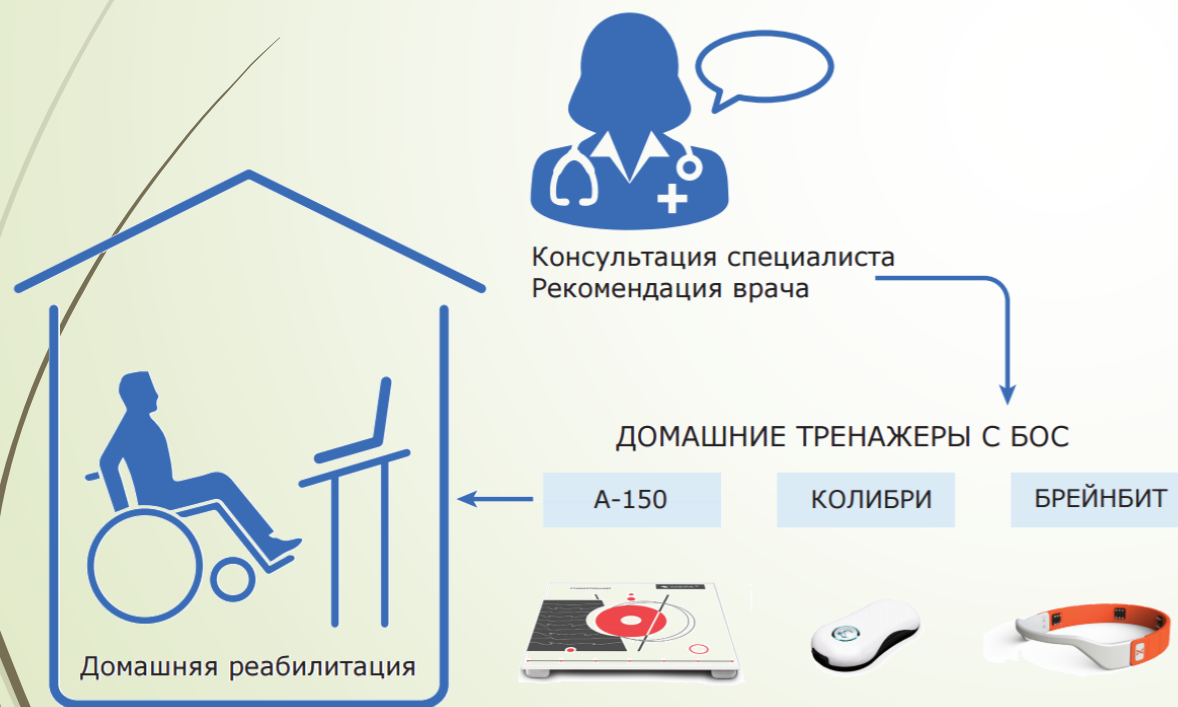 Консультация специалиста
Рекомендация врача
ДОМАШНИЕ ТРЕНАЖЕРЫ С БОС
А-150
КОЛИБРИ
БРЕЙНБИТ
Домашняя реабилитация